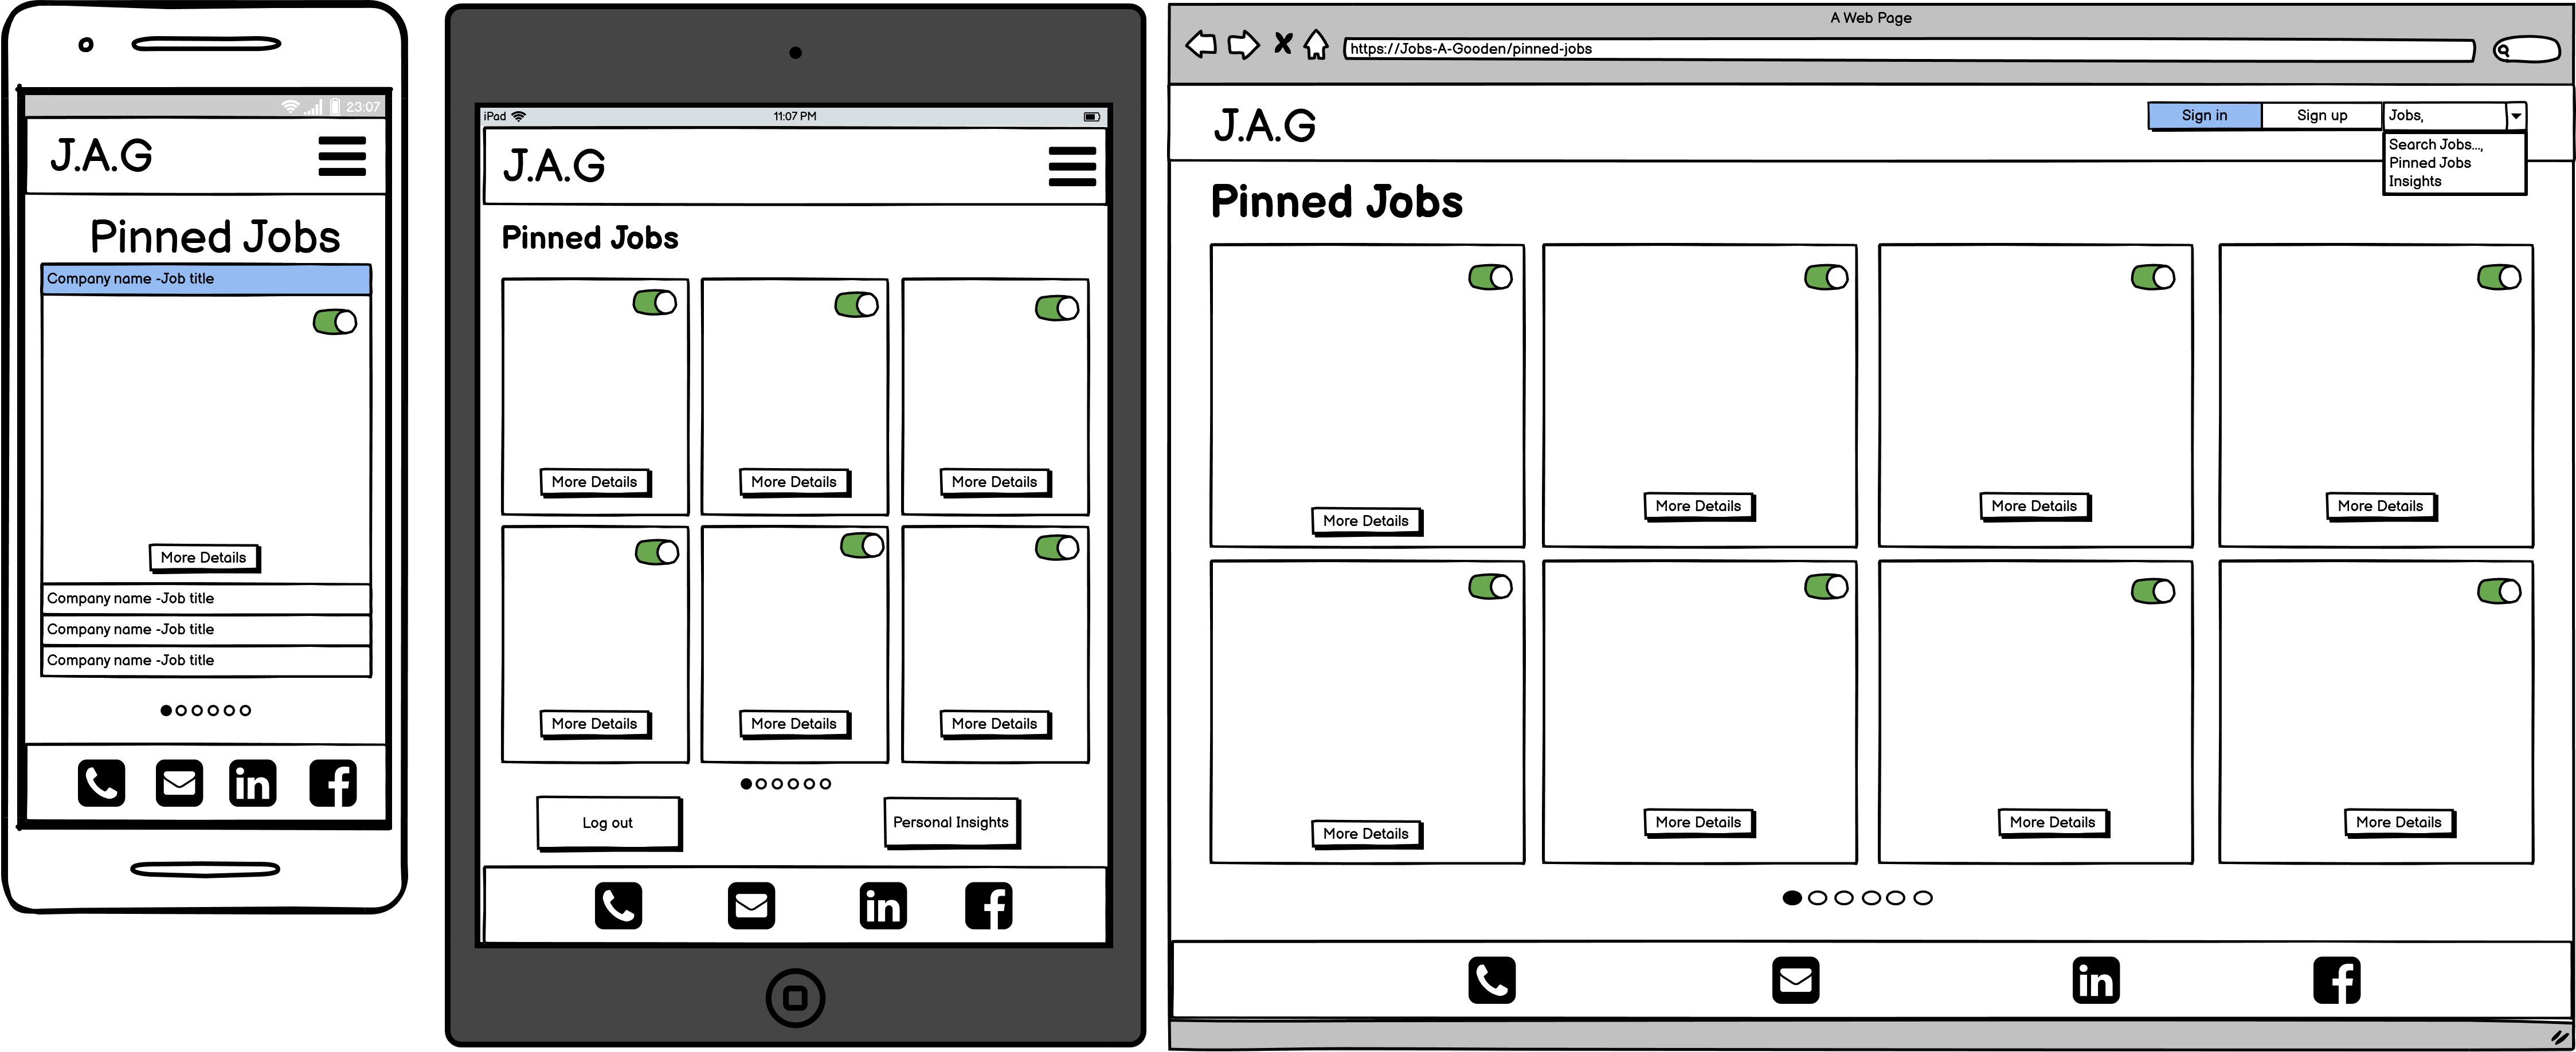 23:07
J.A.G
Pinned Jobs
Company name -Job title
More Details
Company name -Job title
Company name -Job title
Company name -Job title
in
f
iPad
11:07 PM
J.A.G
Pinned Jobs
More Details
More Details
More Details
More Details
More Details
More Details
Log out
Personal Insights
in
f
A Web Page
https://Jobs-A-Gooden/pinned-jobs
J.A.G
Sign in
Sign up
Jobs,
Search Jobs...,
Pinned Jobs
Insights
Pinned Jobs
More Details
More Details
More Details
More Details
More Details
More Details
More Details
More Details
in
f